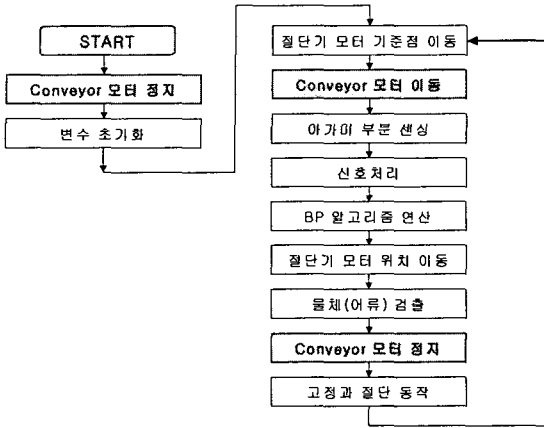 START
Conveyor 모터 정지
변수 초기화
절단기 모터 기준점 이동
Conveyor 모터 이동
아가미 부분 센싱
신호처리
BP 알고리즘 연산
절단기 모터 위치 이동
물체(어류) 검출
Conveyor 모터 정지
고정과 절단 동작